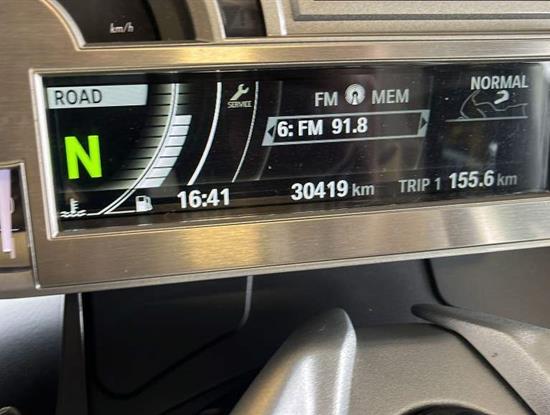 km/h
ROAD
SERVICE
FM MEM
NORMAL
6: FM 91.8
N
16:41
30419 km
TRIP 1 155.6 km